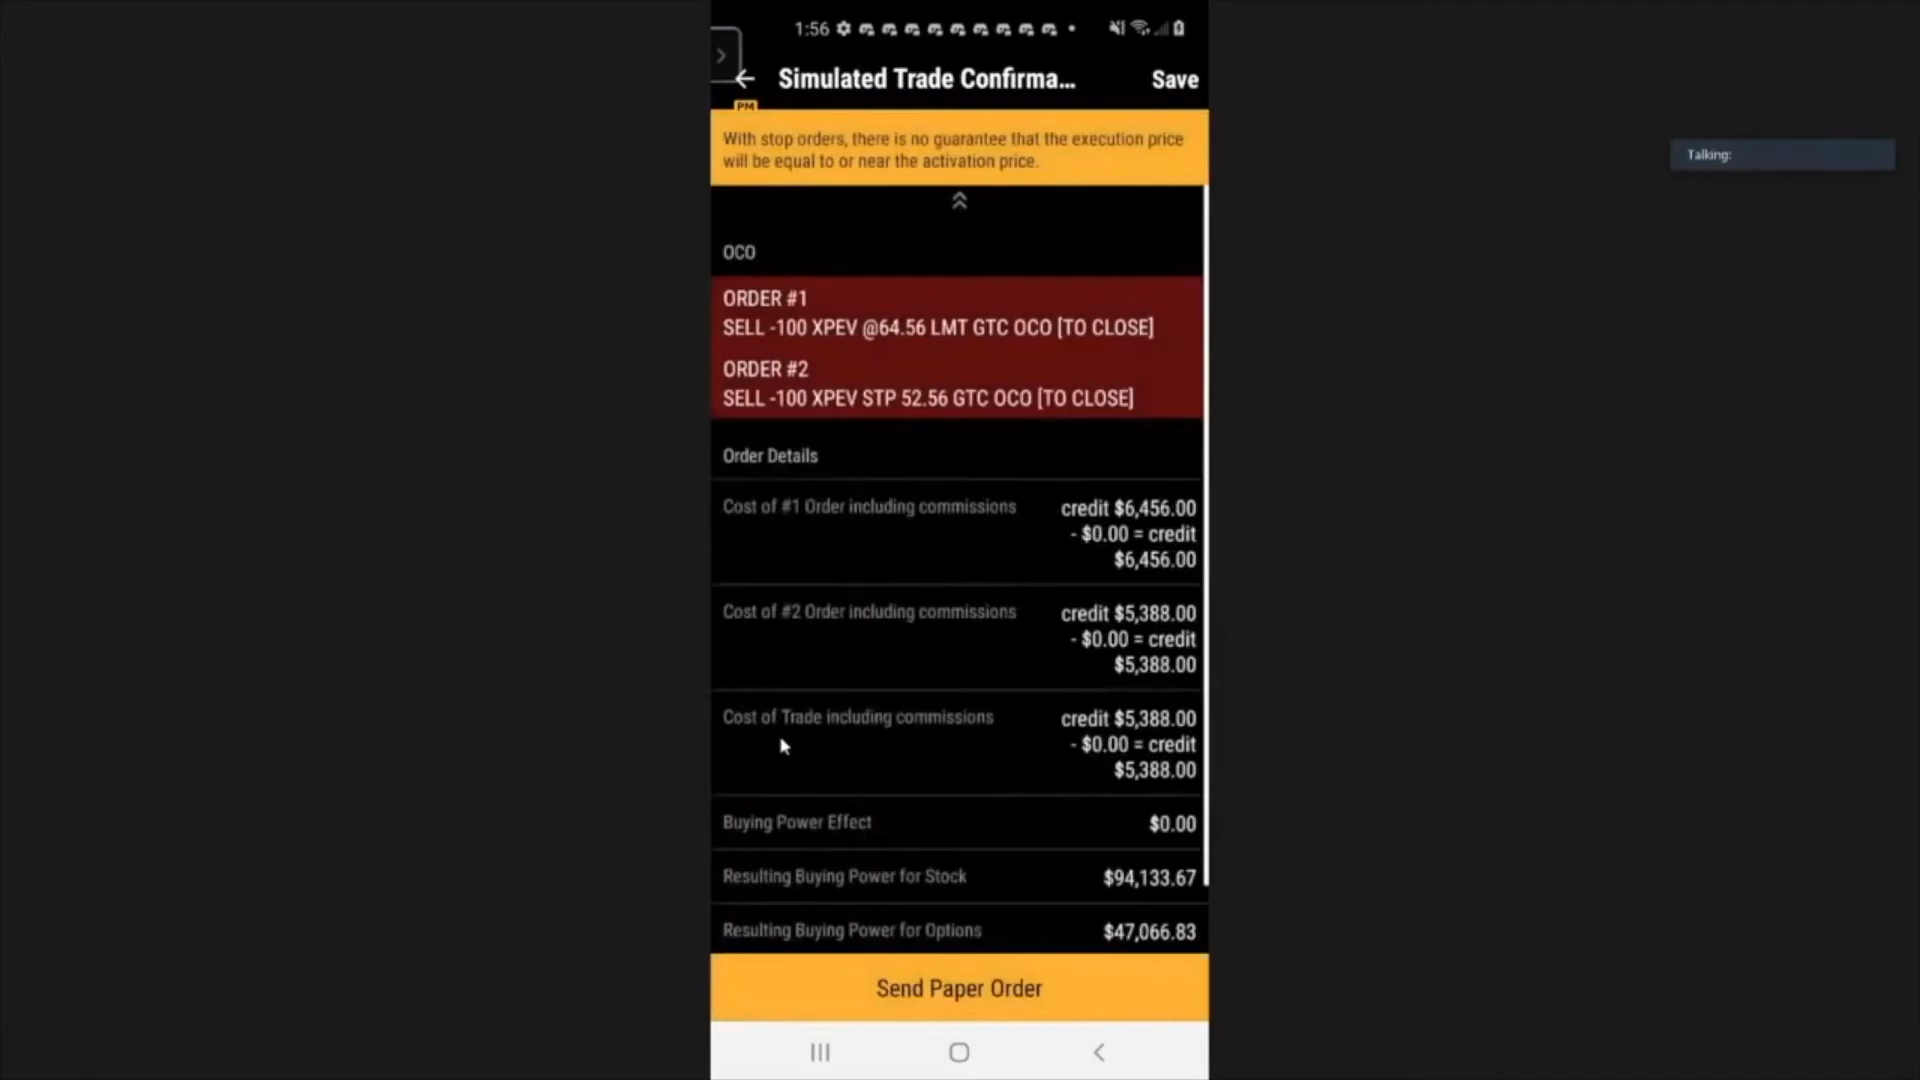 1:56
Simulated Trade Confirma... Save
PM
With stop orders, there is no guarantee that the execution price
will be equal to or near the activation price.
OCO
ORDER #1
SELL -100 XPEV @64.56 LMT GTC OCO [TO CLOSE]
ORDER #2
SELL -100 XPEV STP 52.56 GTC OCO [TO CLOSE]
Order Details
Cost of #1 Order including commissions credit $6,456.00
- $0.00 = credit
$6,456.00
Cost of #2 Order including commissions credit $5,388.00
- $0.00 = credit
$5,388.00
Cost of Trade including commissions credit $5,388.00
- $0.00 = credit
$5,388.00
Buying Power Effect $0.00
Resulting Buying Power for Stock $94,133.67
Resulting Buying Power for Options $47,066.83
Send Paper Order
Talking: